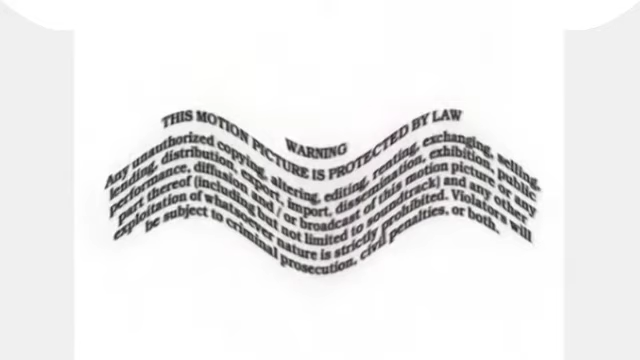 WARNING
THIS MOTION PICTURE IS PROTECTED BY LAW
Any unauthorized copying, altering, editing, renting, exchanging, selling,
lending, distribution, export, import, dissemination, exhibition, public
performance, diffusion and / or broadcast of this motion picture or any
part thereof (including but not limited to soundtrack) and any other
exploitation of whatsoever nature is strictly prohibited. Violators will
be subject to criminal prosecution, civil penalties, or both.